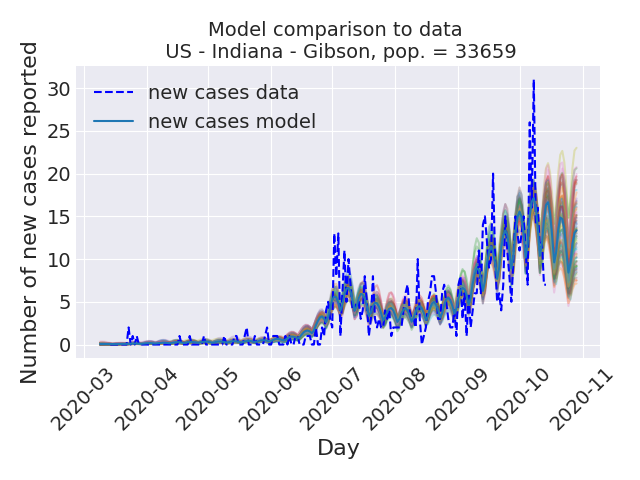 Model comparison to data
US - Indiana - Gibson, pop. = 33659
Number of new cases reported
30
25
20
15
10
5
0
new cases data
new cases model
2020-03
2020-04
2020-05
2020-06
2020-07
2020-08
2020-09
2020-10
2020-11
Day